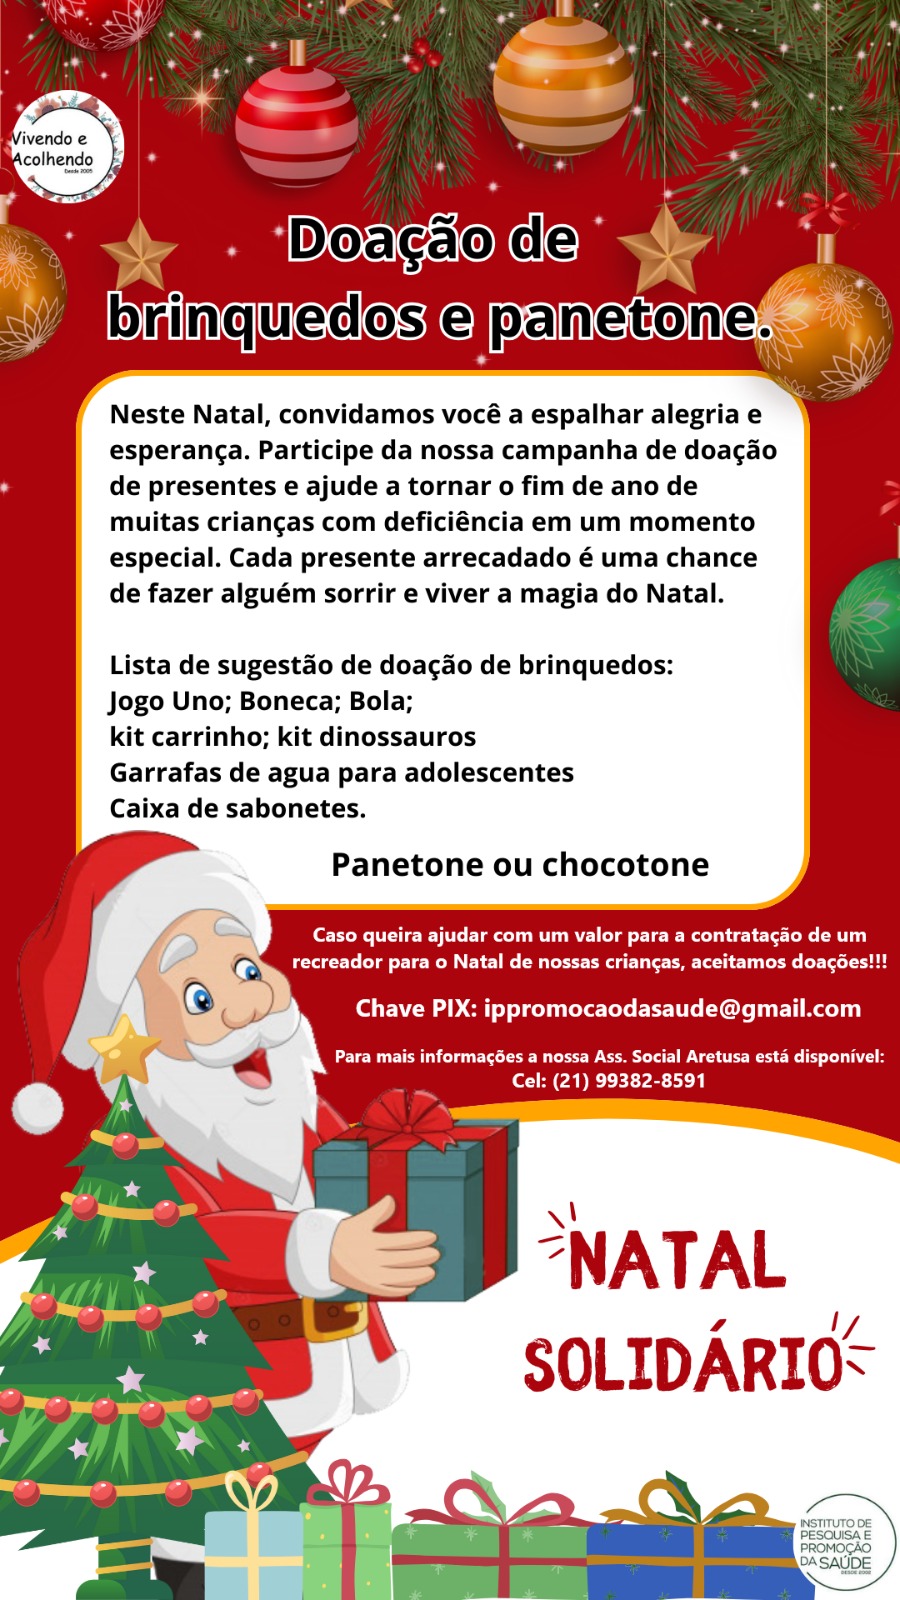 Vivendo e
Acolhendo
Desde 2005
Doação de
brinquedos e panetone.
Neste Natal, convidamos você a espalhar alegria e
esperança. Participe da nossa campanha de doação
de presentes e ajude a tornar o fim de ano de
muitas crianças com deficiência em um momento
especial. Cada presente arrecadado é uma chance
de fazer alguém sorrir e viver a magia do Natal.
Lista de sugestão de doação de brinquedos:
Jogo Uno; Boneca; Bola;
kit carrinho; kit dinossauros
Garrafas de agua para adolescentes
Caixa de sabonetes.
Panetone ou chocotone
Caso queira ajudar com um valor para a contratação de um
recreador para o Natal de nossas crianças, aceitamos doações!!!
Chave PIX: ippromocaodasaude@gmail.com
Para mais informações a nossa Ass. Social Aretusa está disponível:
Cel: (21) 99382-8591
NATAL
SOLIDÁRIO
INSTITUTO DE
PESQUISA E
PROMOÇÃO
DA SAÚDE
DESDE 2002